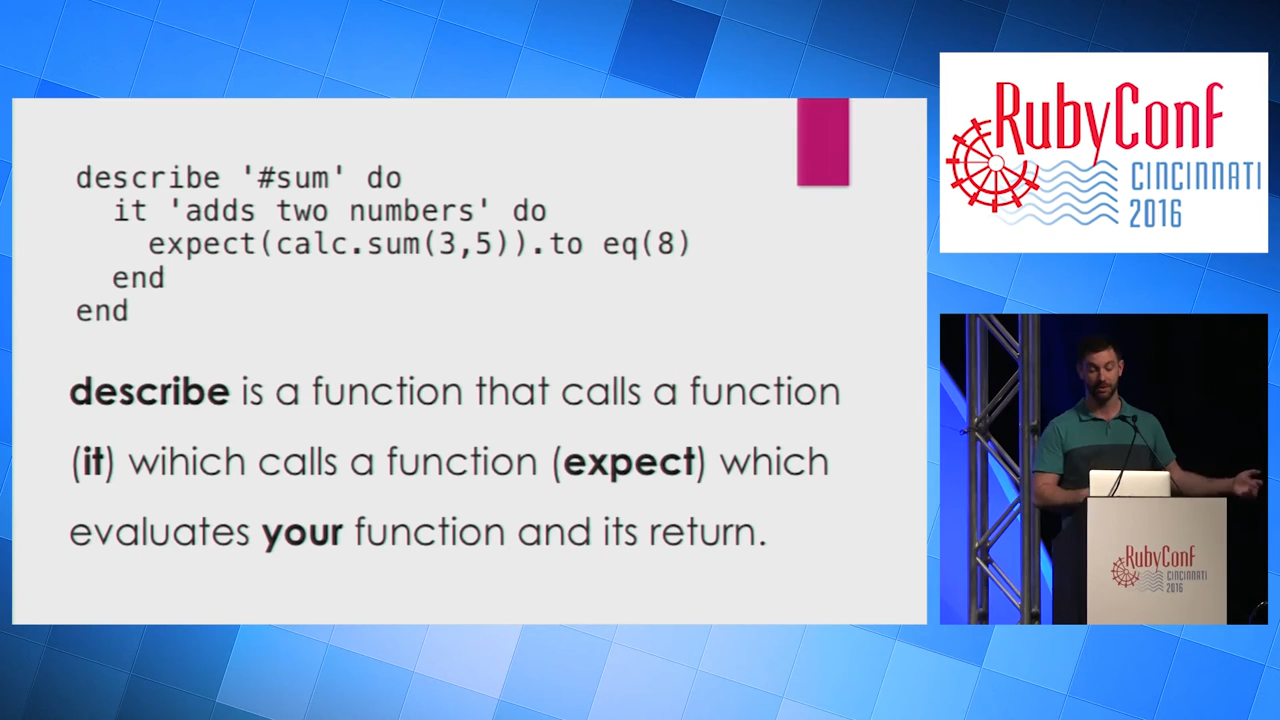 describe '#sum' do
it 'adds two numbers' do
expect(calc.sum(3,5)).to eq(8)
end
end
describe is a function that calls a function
(it) wihich calls a function (expect) which
evaluates your function and its return.
RubyConf
CINCINNATI
2016
RubyConf
CINCINNATI
2016